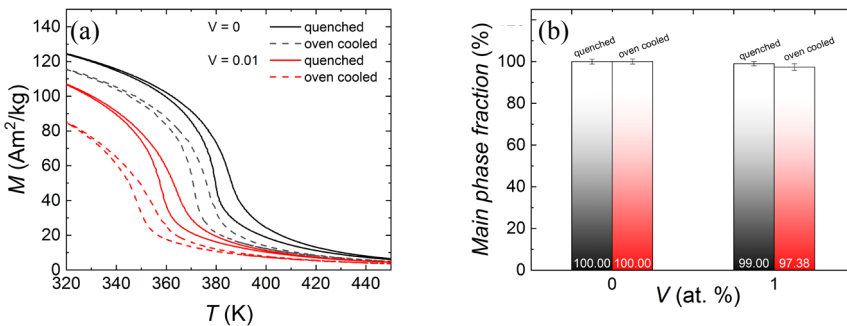 (a)
V = 0
quenched
oven cooled
V = 0.01
quenched
oven cooled
M (Am²/kg)
140
120
100
80
60
40
20
0
320
340
360
380
400
420
440
T (K)
(b)
Main phase fraction (%)
120
100
80
60
40
20
0
quenched
oven cooled
quenched
oven cooled
100.00
100.00
99.00
97.38
0
1
V (at. %)